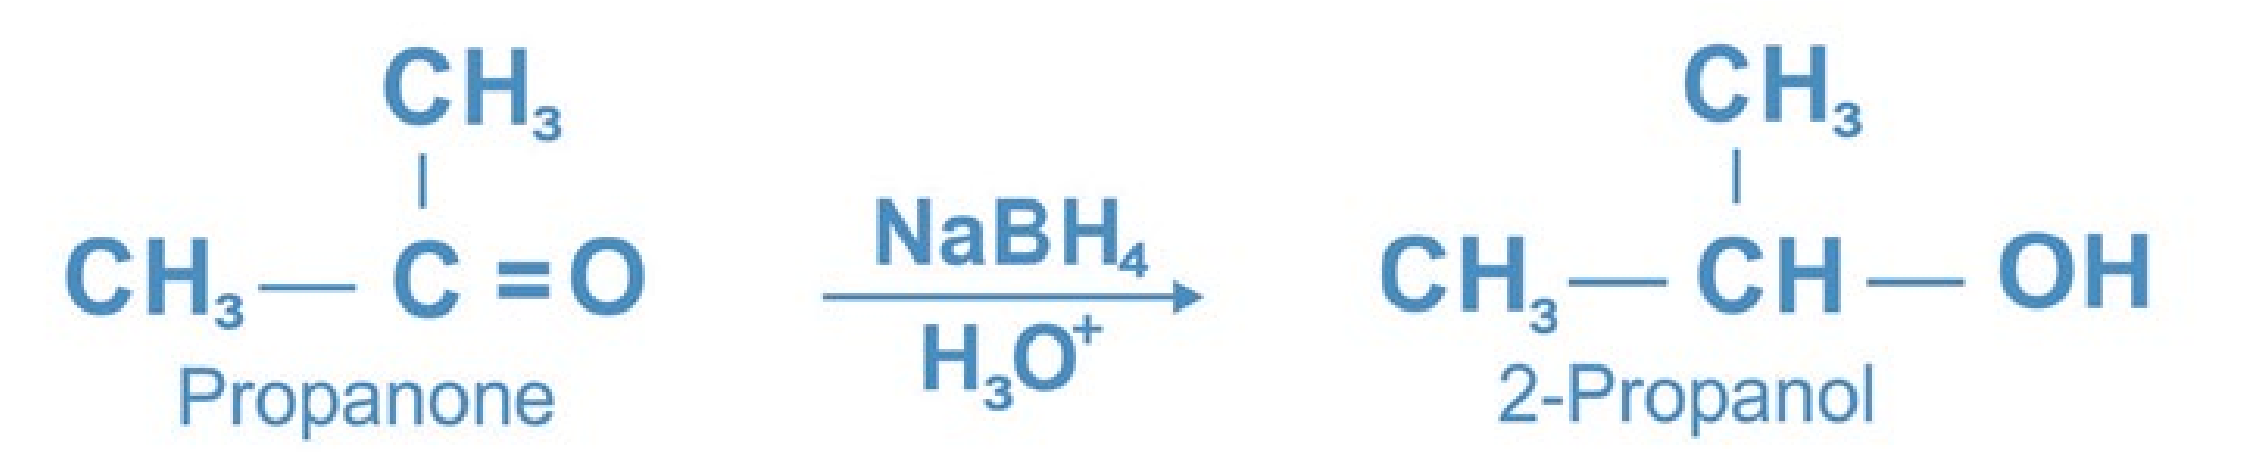 CH₃ CH₃
NaBH₄
CH₃ — C = O CH₃ — CH — OH
H₃O⁺
Propanone 2-Propanol